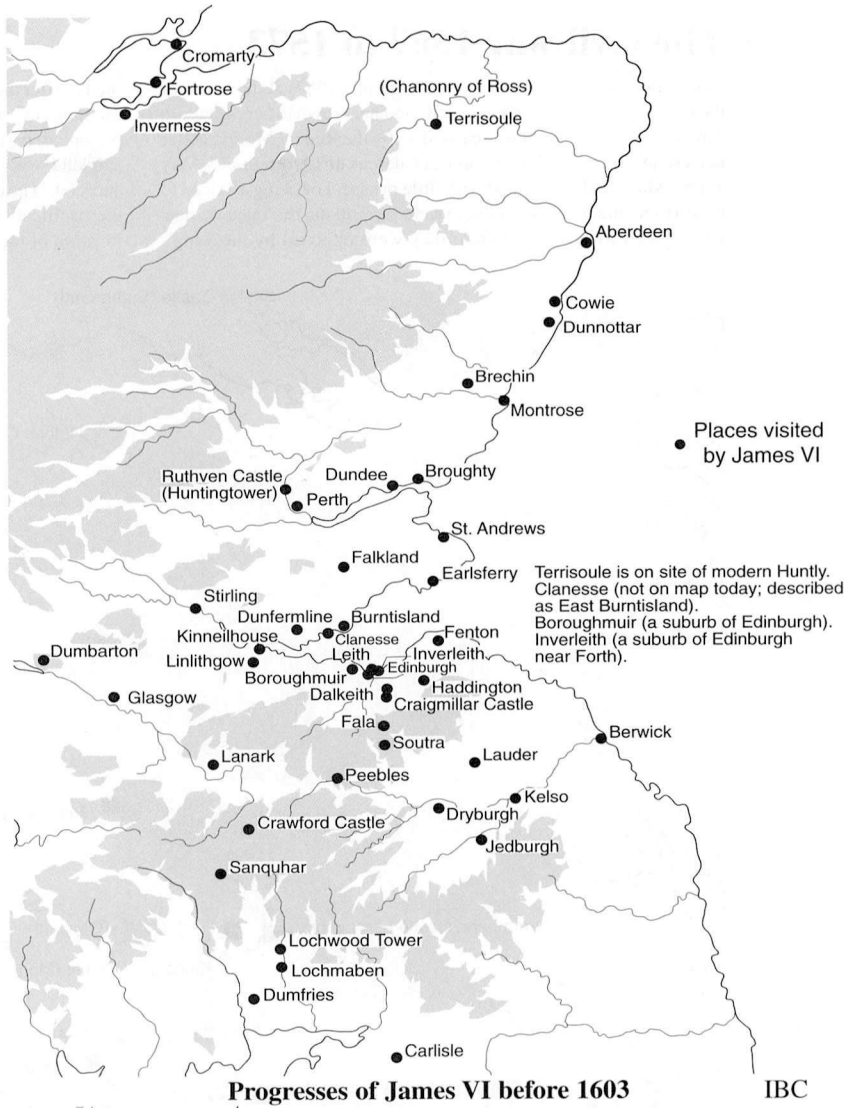 Cromarty
Fortrose
(Chanonry of Ross)
Inverness
Terrisoule
Aberdeen
Cowie
Dunnottar
Brechin
Montrose
Places visited
by James VI
Ruthven Castle
(Huntingtower)
Dundee
Broughty
Perth
St. Andrews
Falkland
Earlsferry
Terrisoule is on site of modern Huntly.
Clanesse (not on map today; described
as East Burntisland).
Boroughmuir (a suburb of Edinburgh).
Inverleith (a suburb of Edinburgh
near Forth).
Stirling
Dunfermline
Burntisland
Kinneilhouse
Clanesse
Fenton
Dumbarton
Linlithgow
Leith
Inverleith
Edinburgh
Boroughmuir
Haddington
Dalkeith
Glasgow
Craigmillar Castle
Fala
Soutra
Berwick
Lanark
Lauder
Peebles
Kelso
Dryburgh
Crawford Castle
Jedburgh
Sanquhar
Lochwood Tower
Lochmaben
Dumfries
Carlisle
Progresses of James VI before 1603
IBC